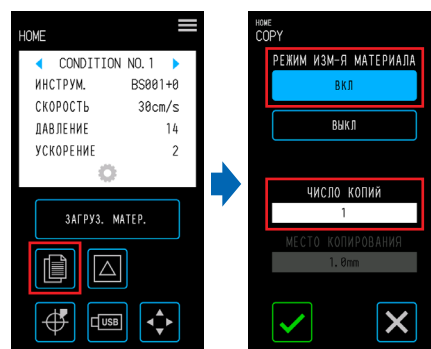 HOME
CONDITION NO.1
ИНСТРУМ. BS001+0
СКОРОСТЬ 30cm/s
ДАВЛЕНИЕ 14
УСКОРЕНИЕ 2
ЗАГРУЗ. МАТЕР.
USB
HOME
COPY
РЕЖИМ ИЗМ-Я МАТЕРИАЛА
ВКЛ
ВЫКЛ
ЧИСЛО КОПИЙ
1
МЕСТО КОПИРОВАНИЯ
1.0mm